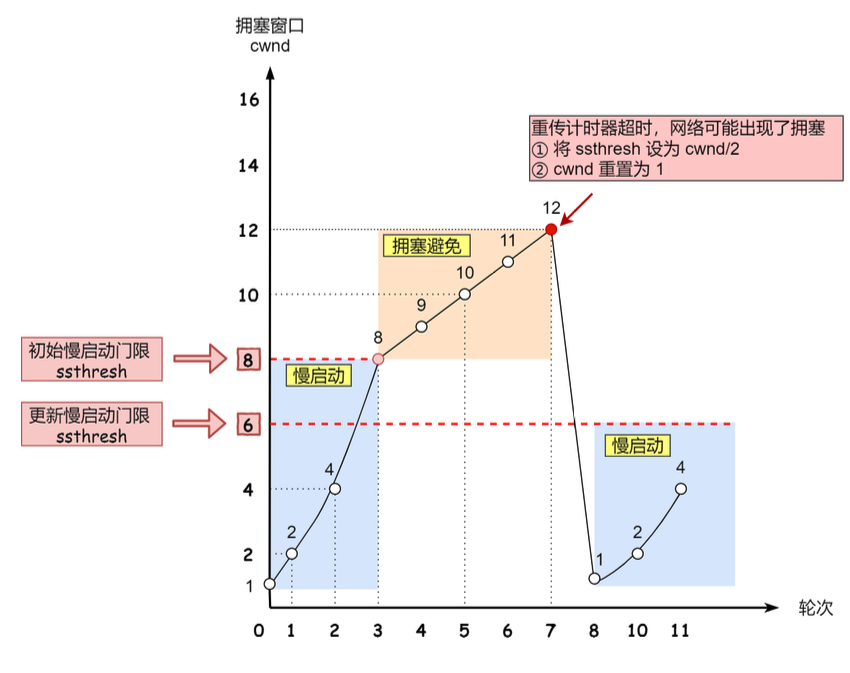 拥塞窗口
cwnd
16
重传计时器超时，网络可能出现了拥塞
① 将 ssthresh 设为 cwnd/2
② cwnd 重置为 1
14
12
12
拥塞避免
11
10
10
9
8
初始慢启动门限
ssthresh
8
慢启动
更新慢启动门限
ssthresh
6
慢启动
4
4
4
2
2
2
1
1
轮次
0 1 2 3 4 5 6 7 8 10 11